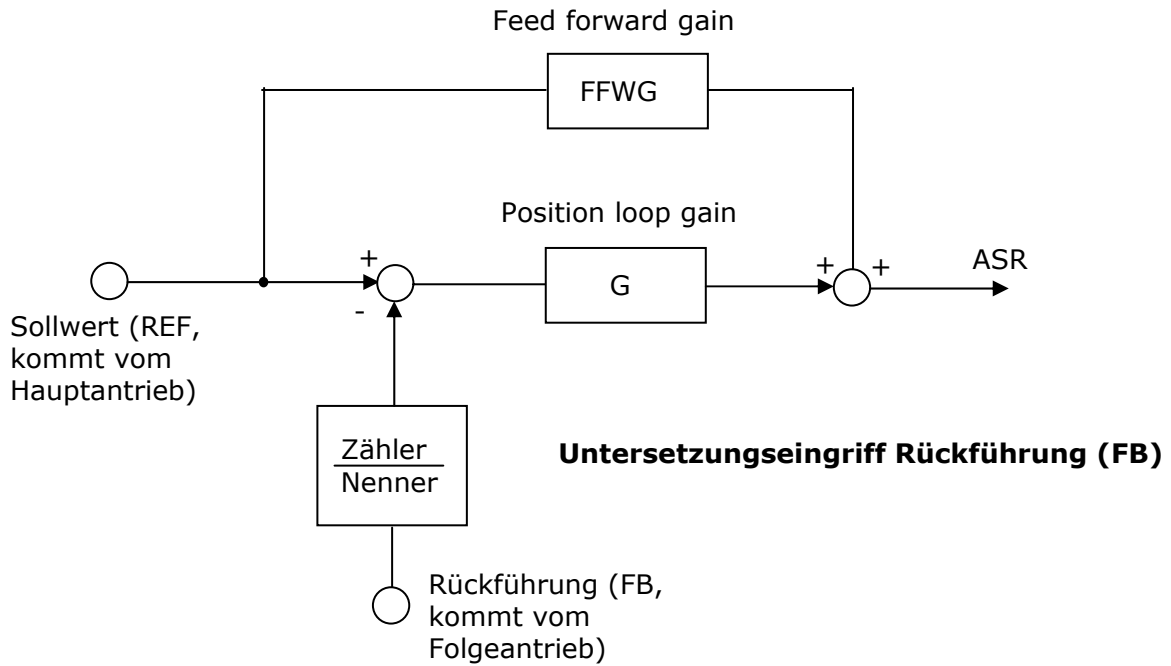 Feed forward gain
FFWG
Position loop gain
+
G
+
+
ASR
-
Sollwert (REF,
kommt vom
Hauptantrieb)
Zähler
Nenner
Untersetzungseingriff Rückführung (FB)
Rückführung (FB,
kommt vom
Folgeantrieb)